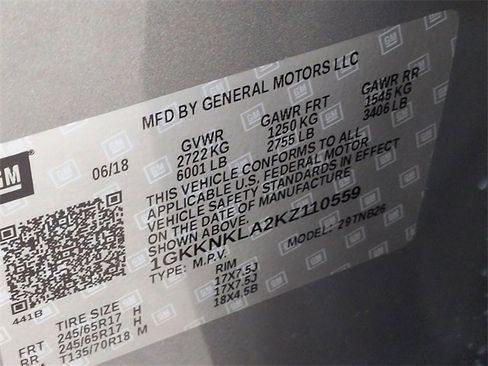 MFD BY GENERAL MOTORS LLC
06/18
GVWR GAWR FRT GAWR RR
2722 KG 1250 KG 1545 KG
6001 LB 2755 LB 3406 LB
THIS VEHICLE CONFORMS TO ALL
APPLICABLE U.S. FEDERAL MOTOR
VEHICLE SAFETY STANDARDS IN EFFECT
ON THE DATE OF MANUFACTURE
SHOWN ABOVE.
1GKKNKLA2KZ110559
TYPE: M.P.V. MODEL: 29TNB26
GM
441B
TIRE SIZE RIM
FRT 245/65R17 H 17X7.5J
RR 245/65R17 H 17X7.5J
T135/70R18 M 18X4.5B